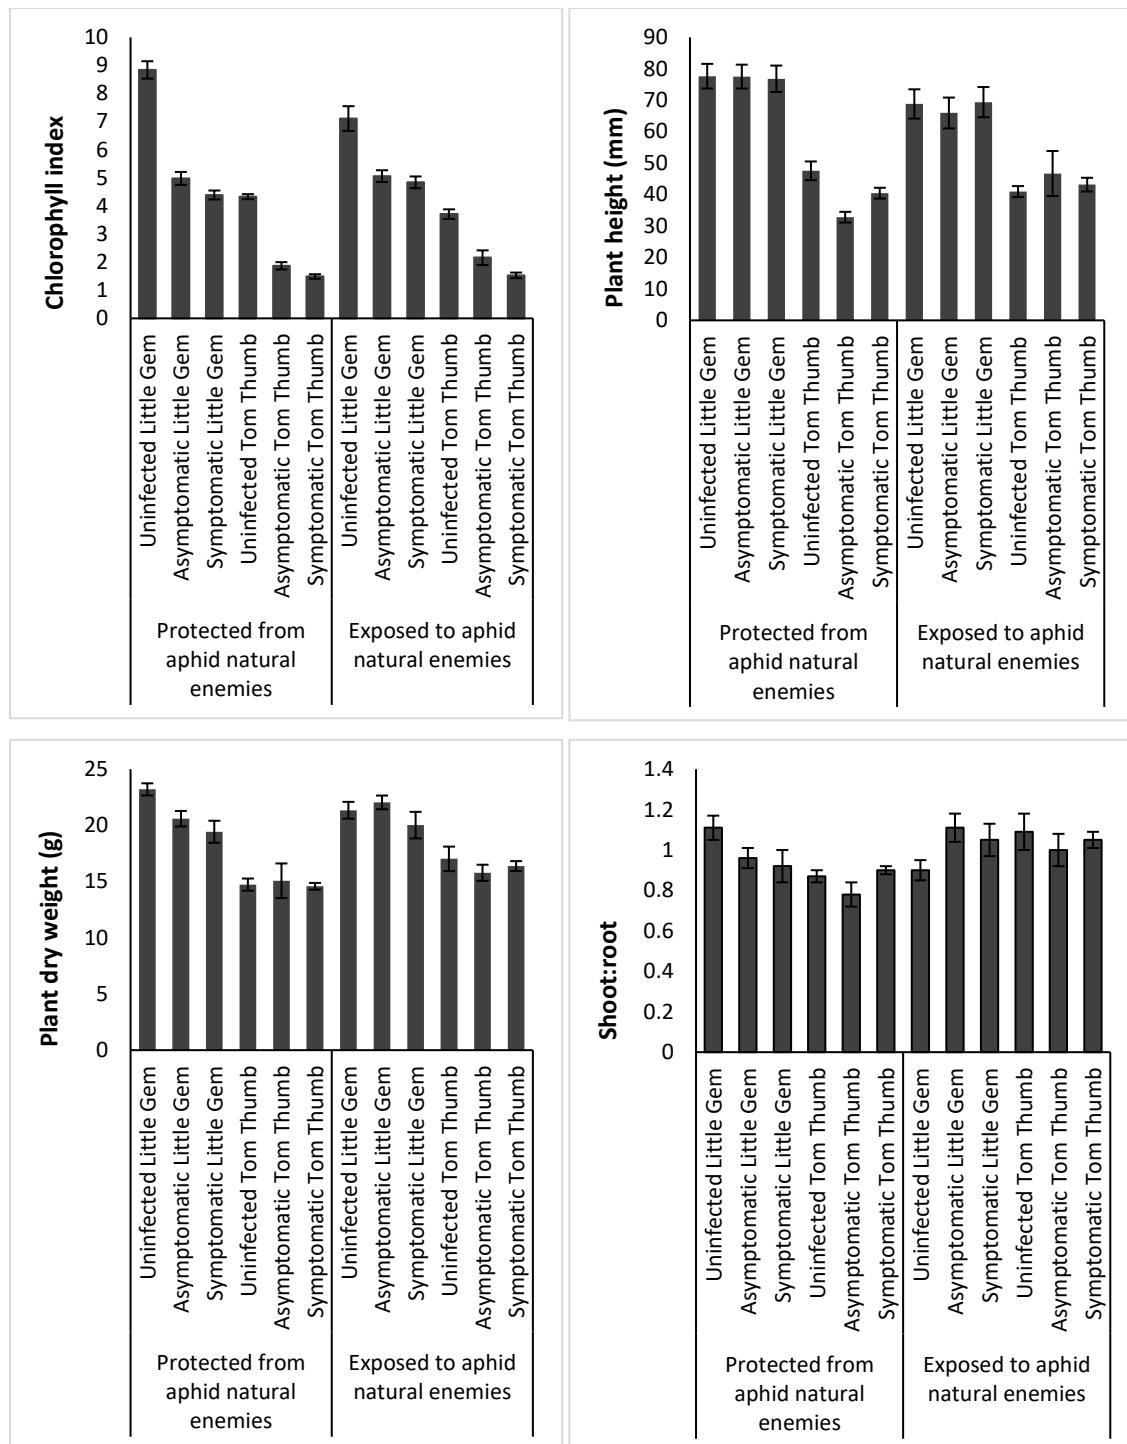 Chlorophyll index
10
9
8
7
6
5
4
3
2
1
0
Uninfected Little Gem
Asymptomatic Little Gem
Symptomatic Little Gem
Uninfected Tom Thumb
Asymptomatic Tom Thumb
Symptomatic Tom Thumb
Uninfected Little Gem
Asymptomatic Little Gem
Symptomatic Little Gem
Uninfected Tom Thumb
Asymptomatic Tom Thumb
Symptomatic Tom Thumb
Protected from
aphid natural
enemies
Exposed to aphid
natural enemies
Plant height (mm)
90
80
70
60
50
40
30
20
10
0
Uninfected Little Gem
Asymptomatic Little Gem
Symptomatic Little Gem
Uninfected Tom Thumb
Asymptomatic Tom Thumb
Symptomatic Tom Thumb
Uninfected Little Gem
Asymptomatic Little Gem
Symptomatic Little Gem
Uninfected Tom Thumb
Asymptomatic Tom Thumb
Symptomatic Tom Thumb
Protected from
aphid natural
enemies
Exposed to aphid
natural enemies
Plant dry weight (g)
25
20
15
10
5
0
Uninfected Little Gem
Asymptomatic Little Gem
Symptomatic Little Gem
Uninfected Tom Thumb
Asymptomatic Tom Thumb
Symptomatic Tom Thumb
Uninfected Little Gem
Asymptomatic Little Gem
Symptomatic Little Gem
Uninfected Tom Thumb
Asymptomatic Tom Thumb
Symptomatic Tom Thumb
Protected from
aphid natural
enemies
Exposed to aphid
natural enemies
Shoot:root
1.4
1.2
1
0.8
0.6
0.4
0.2
0
Uninfected Little Gem
Asymptomatic Little Gem
Symptomatic Little Gem
Uninfected Tom Thumb
Asymptomatic Tom Thumb
Symptomatic Tom Thumb
Uninfected Little Gem
Asymptomatic Little Gem
Symptomatic Little Gem
Uninfected Tom Thumb
Asymptomatic Tom Thumb
Symptomatic Tom Thumb
Protected from
aphid natural
enemies
Exposed to aphid
natural enemies